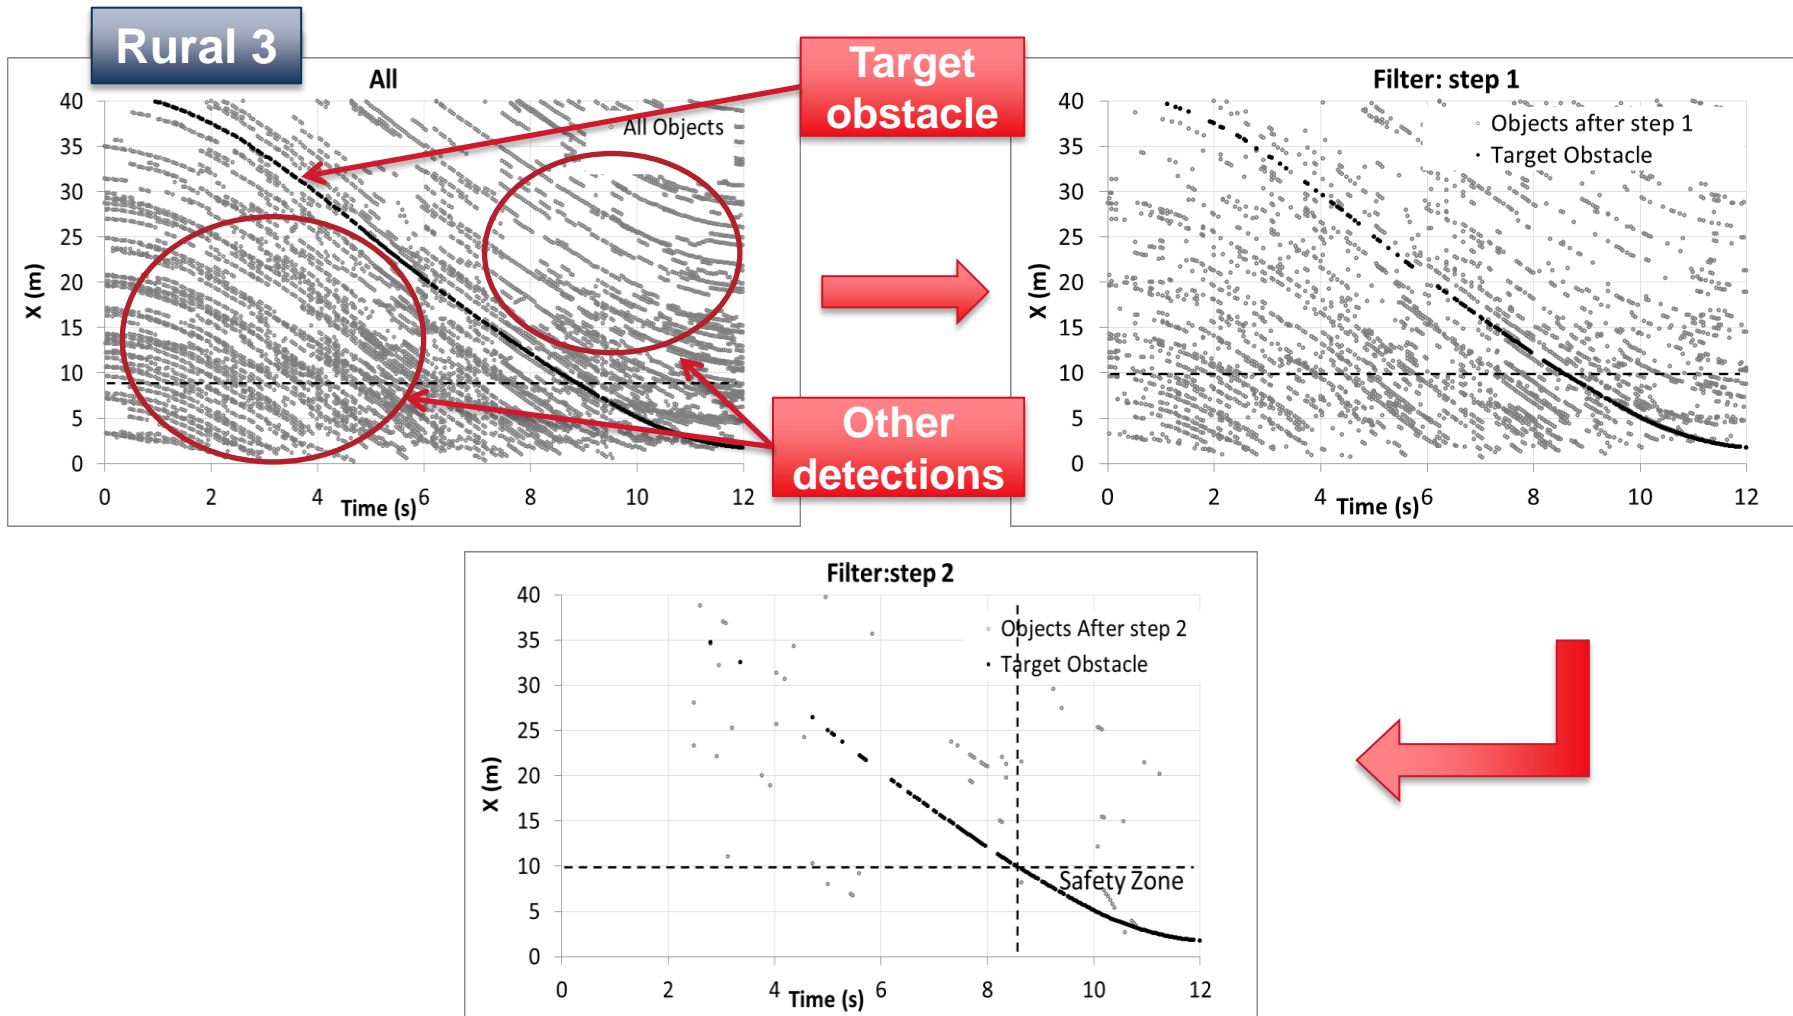 Rural 3
All
Target
obstacle
Filter: step 1
40
35
30
25
20
15
10
5
0
X (m)
All Objects
0 2 4 6 8 10 12
Time (s)
Other
detections
40
35
30
25
20
15
10
5
0
X (m)
Objects after step 1
Target Obstacle
0 2 4 6 8 10 12
Time (s)
Filter:step 2
40
35
30
25
20
15
10
5
0
X (m)
Objects After step 2
Target Obstacle
Safety Zone
0 2 4 6 8 10 12
Time (s)